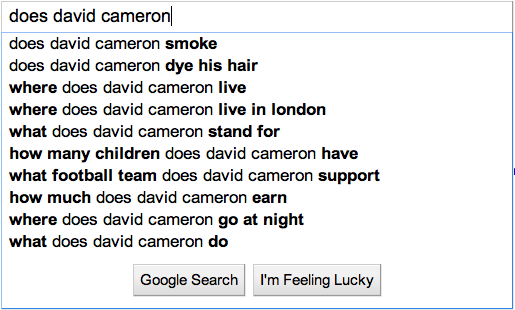 does david cameron
does david cameron smoke
does david cameron dye his hair
where does david cameron live
where does david cameron live in london
what does david cameron stand for
how many children does david cameron have
what football team does david cameron support
how much does david cameron earn
where does david cameron go at night
what does david cameron do
Google Search I'm Feeling Lucky